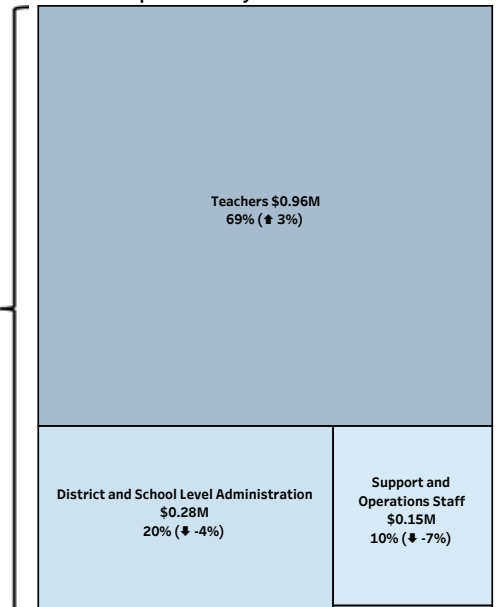 Teachers $0.96M
69% (⬆ 3%)
District and School Level Administration
$0.28M
20% (⬇ -4%)
Support and
Operations Staff
$0.15M
10% (⬇ -7%)